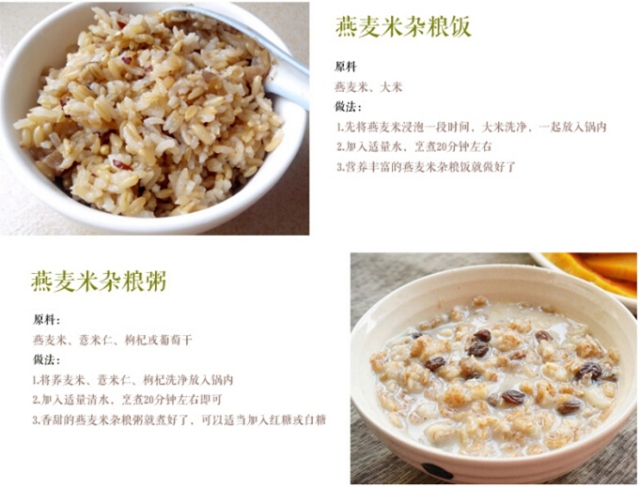 燕麦米杂粮饭
原料
燕麦米、大米
做法:
1.先将燕麦米浸泡一段时间，大米洗净，一起放入锅内
2.加入适量水，烹煮20分钟左右
3.营养丰富的燕麦米杂粮饭就做好了
燕麦米杂粮粥
原料:
燕麦米、薏米仁、枸杞或葡萄干
做法:
1.将荞麦米、薏米仁、枸杞洗净放入锅内
2.加入适量清水，烹煮20分钟左右即可
3.香甜的燕麦米杂粮粥就煮好了，可以适当加入红糖或白糖